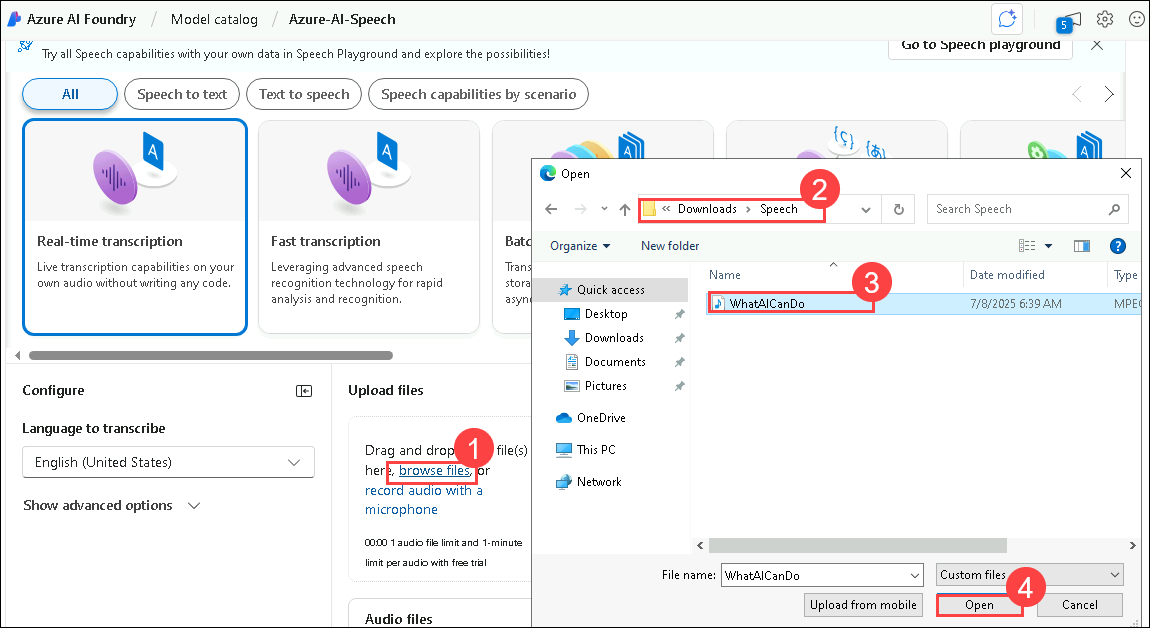 Azure AI Foundry / Model catalog / Azure-AI-Speech
5
Try all Speech capabilities with your own data in Speech Playground and explore the possibilities!
Go to Speech playground
All
Speech to text
Text to speech
Speech capabilities by scenario
A
A
A
A
Real-time transcription
Live transcription capabilities on your
own audio without writing any code.
Fast transcription
Leveraging advanced speech
recognition technology for rapid
analysis and recognition.
Configure
Language to transcribe
English (United States)
Show advanced options
Upload files
1
Drag and drop file(s)
here, browse files, or
record audio with a
microphone
00:00 1 audio file limit and 1-minute
limit per audio with free trial
Audio files
Open
2
« Downloads > Speech
Search Speech
Organize
New folder
?
Quick access
Desktop
Downloads
Documents
Pictures
OneDrive
This PC
Network
Name
Date modified
Type
3
WhatAICanDo
7/8/2025 6:39 AM
MPEG
File name:
WhatAICanDo
Custom files
4
Upload from mobile
Open
Cancel